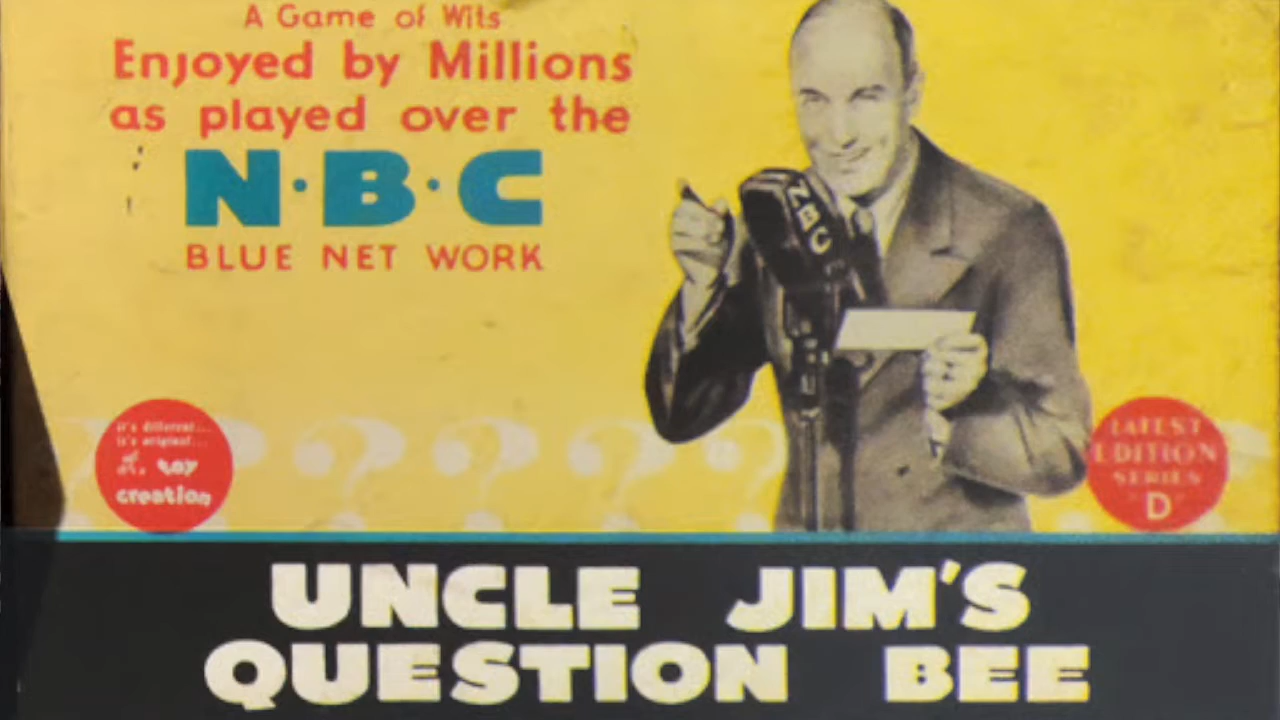 A Game of Wits
Enjoyed by Millions
as played over the
N·B·C
BLUE NET WORK
NBC
it's different...
it's original...
toy
creation
LATEST
EDITION
SERIES
"D"
UNCLE JIM'S
QUESTION BEE